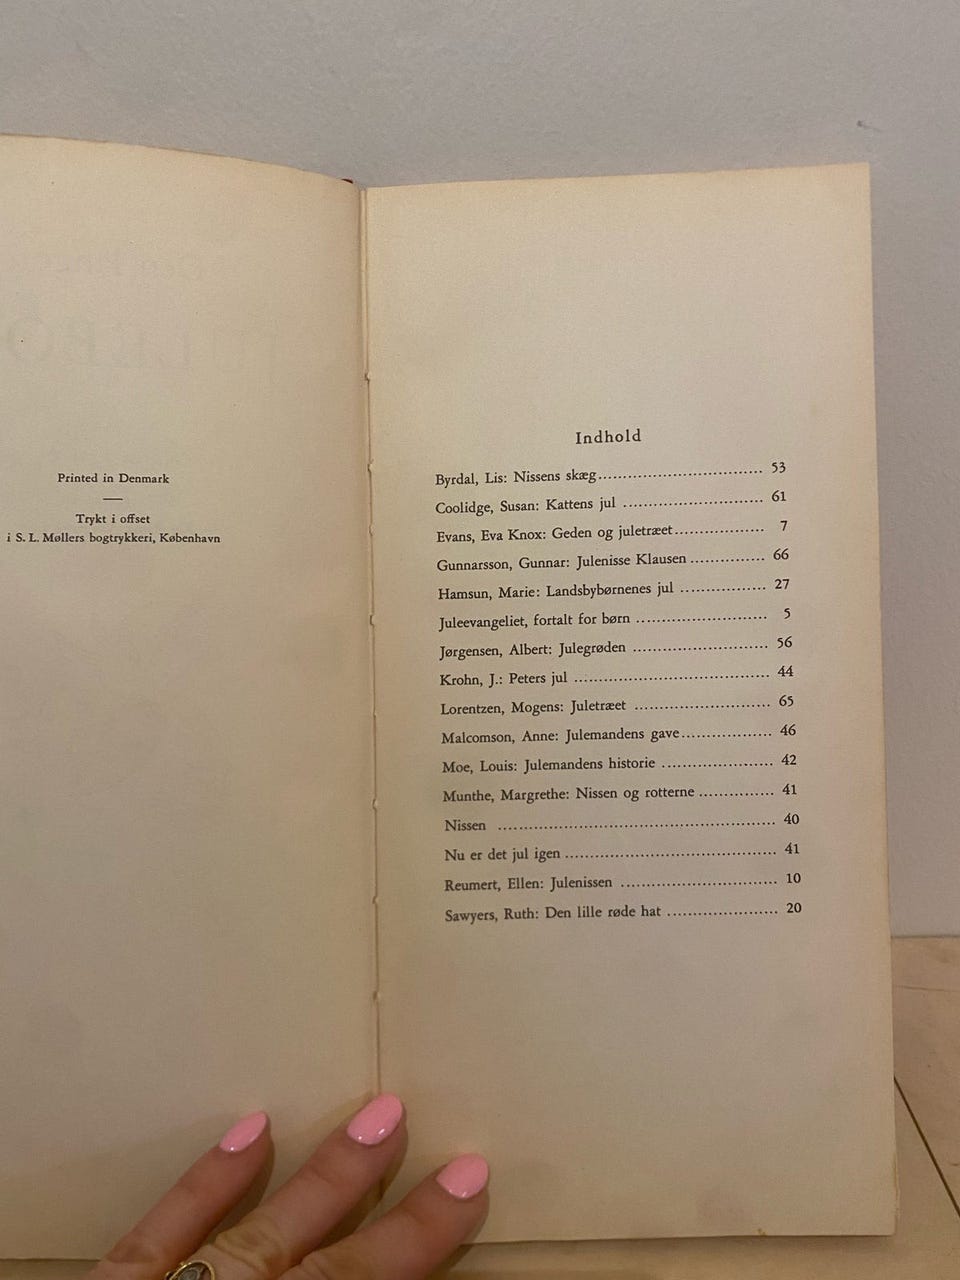 Printed in Denmark
Trykt i offset
i S. L. Møllers bogtrykkeri, København
Indhold
Byrdal, Lis: Nissens skæg.............................. 53
Coolidge, Susan: Kattens jul ......................... 61
Evans, Eva Knox: Geden og juletræet................ 7
Gunnarsson, Gunnar: Julenisse Klausen ............. 66
Hamsun, Marie: Landsbybørnenes jul ................ 27
Juleevangeliet, fortalt for børn ........................ 5
Jørgensen, Albert: Julegrøden ........................ 56
Krohn, J.: Peters jul .................................... 44
Lorentzen, Mogens: Juletræet ........................ 65
Malcomson, Anne: Julemandens gave................. 46
Moe, Louis: Julemandens historie .................... 42
Munthe, Margrethe: Nissen og rotterne .............. 41
Nissen .................................................. 40
Nu er det jul igen ...................................... 41
Reumert, Ellen: Julenissen ............................ 10
Sawyers, Ruth: Den lille røde hat .................... 20